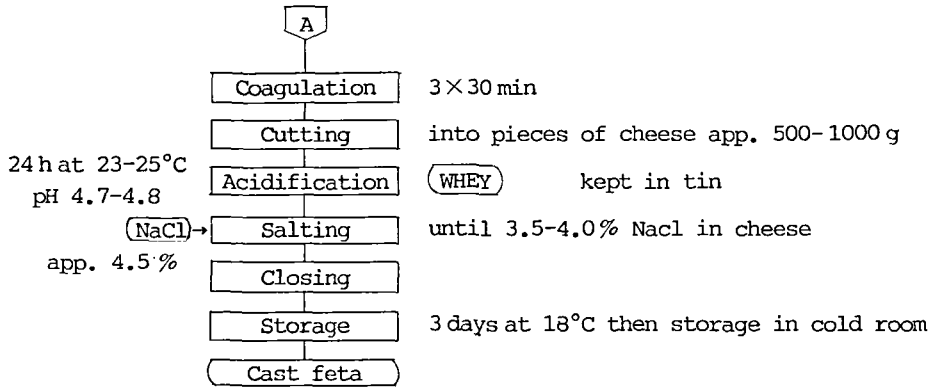 A
Coagulation 3×30 min
Cutting into pieces of cheese app. 500-1000 g
24 h at 23-25°C
pH 4.7-4.8
Acidification WHEY kept in tin
NaCl → Salting until 3.5-4.0% Nacl in cheese
app. 4.5 %
Closing
Storage 3 days at 18°C then storage in cold room
Cast feta